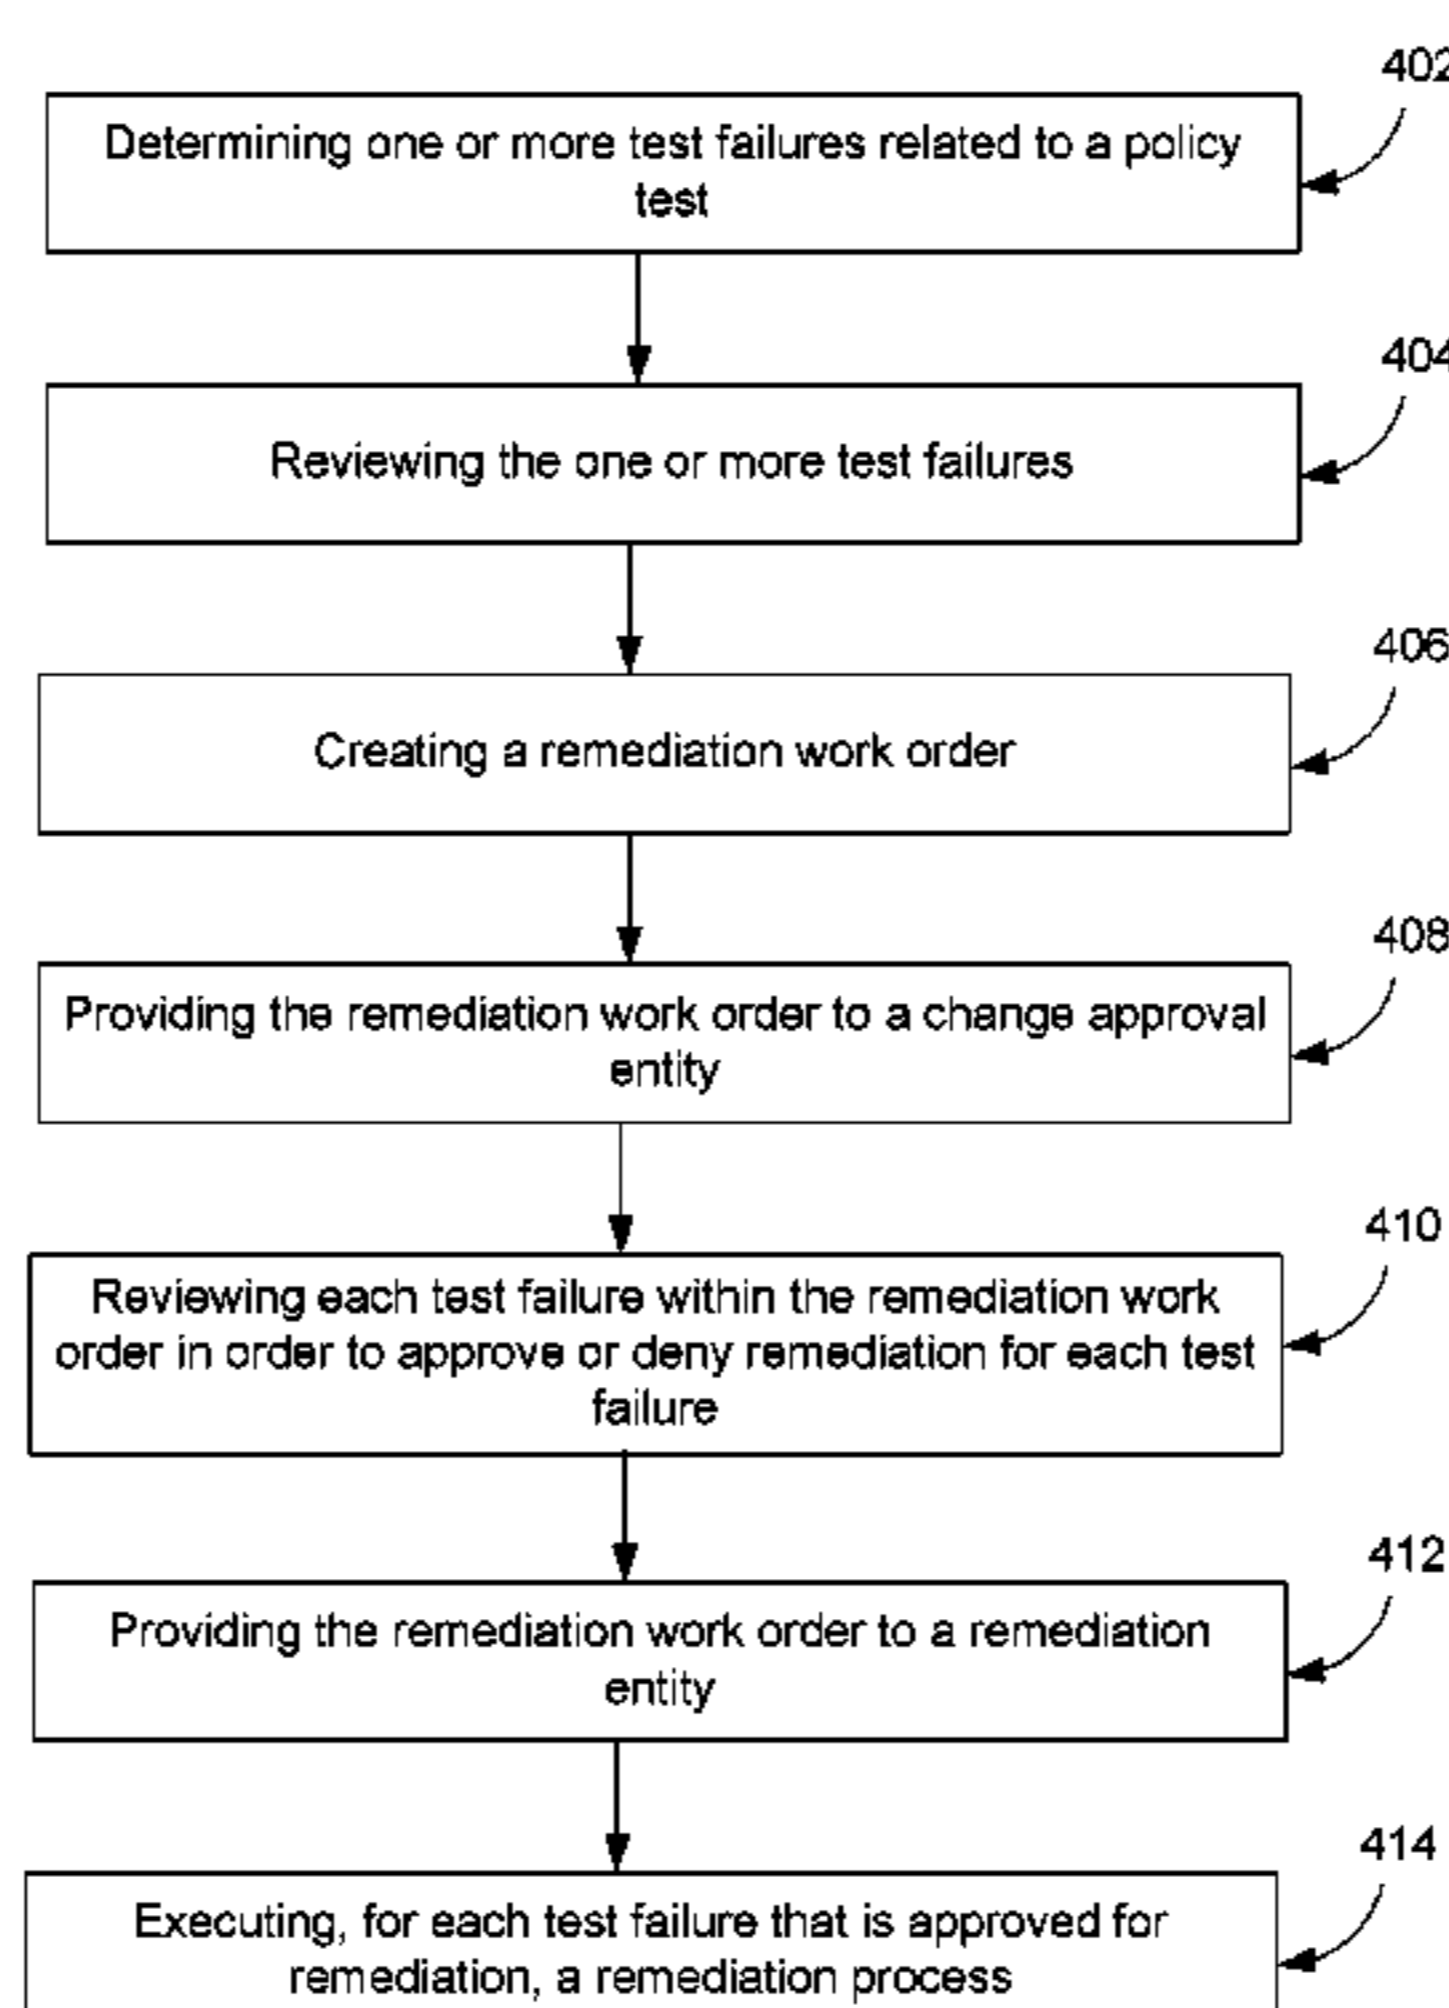 402
Determining one or more test failures related to a policy
test
404
Reviewing the one or more test failures
406
Creating a remediation work order
408
Providing the remediation work order to a change approval
entity
410
Reviewing each test failure within the remediation work
order in order to approve or deny remediation for each test
failure
412
Providing the remediation work order to a remediation
entity
414
Executing, for each test failure that is approved for
remediation, a remediation process